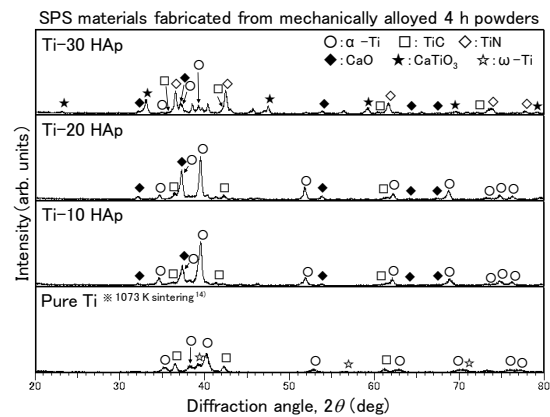 SPS materials fabricated from mechanically alloyed 4 h powders
Ti-30 HAp
○:α-Ti □:TiC ◇:TiN
◆:CaO ★:CaTiO₃ ☆:ω-Ti
Ti-20 HAp
Ti-10 HAp
Pure Ti ※ 1073 K sintering ¹⁴⁾
Intensity (arb. units)
20 30 40 50 60 70 80
Diffraction angle, 2θ (deg)